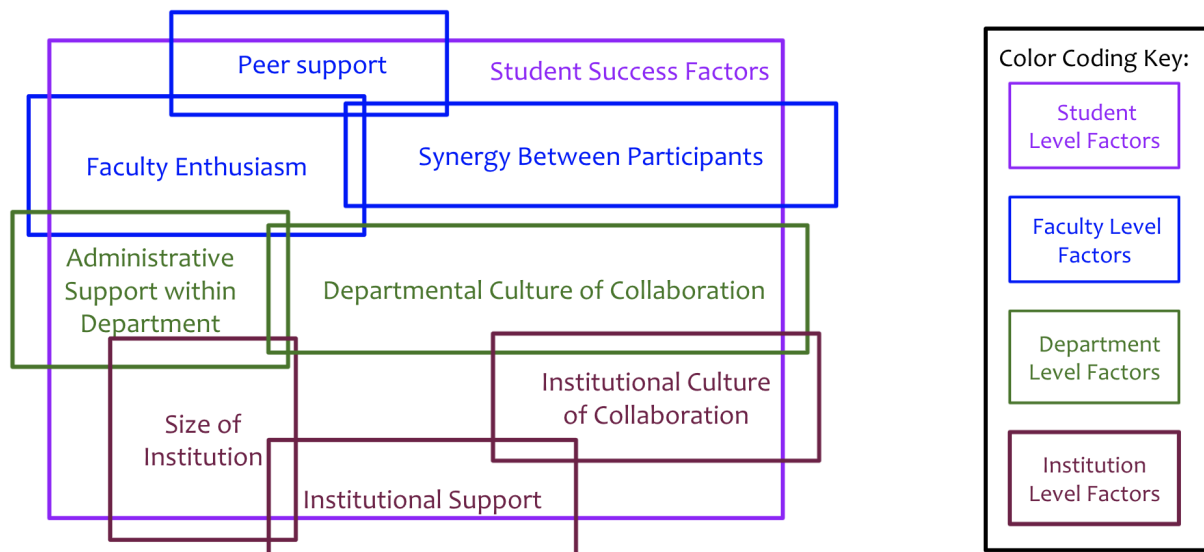 Peer support
Student Success Factors
Faculty Enthusiasm
Synergy Between Participants
Administrative
Support within
Department
Departmental Culture of Collaboration
Institutional Culture
of Collaboration
Size of
Institution
Institutional Support
Color Coding Key:
Student
Level Factors
Faculty Level
Factors
Department
Level Factors
Institution
Level Factors